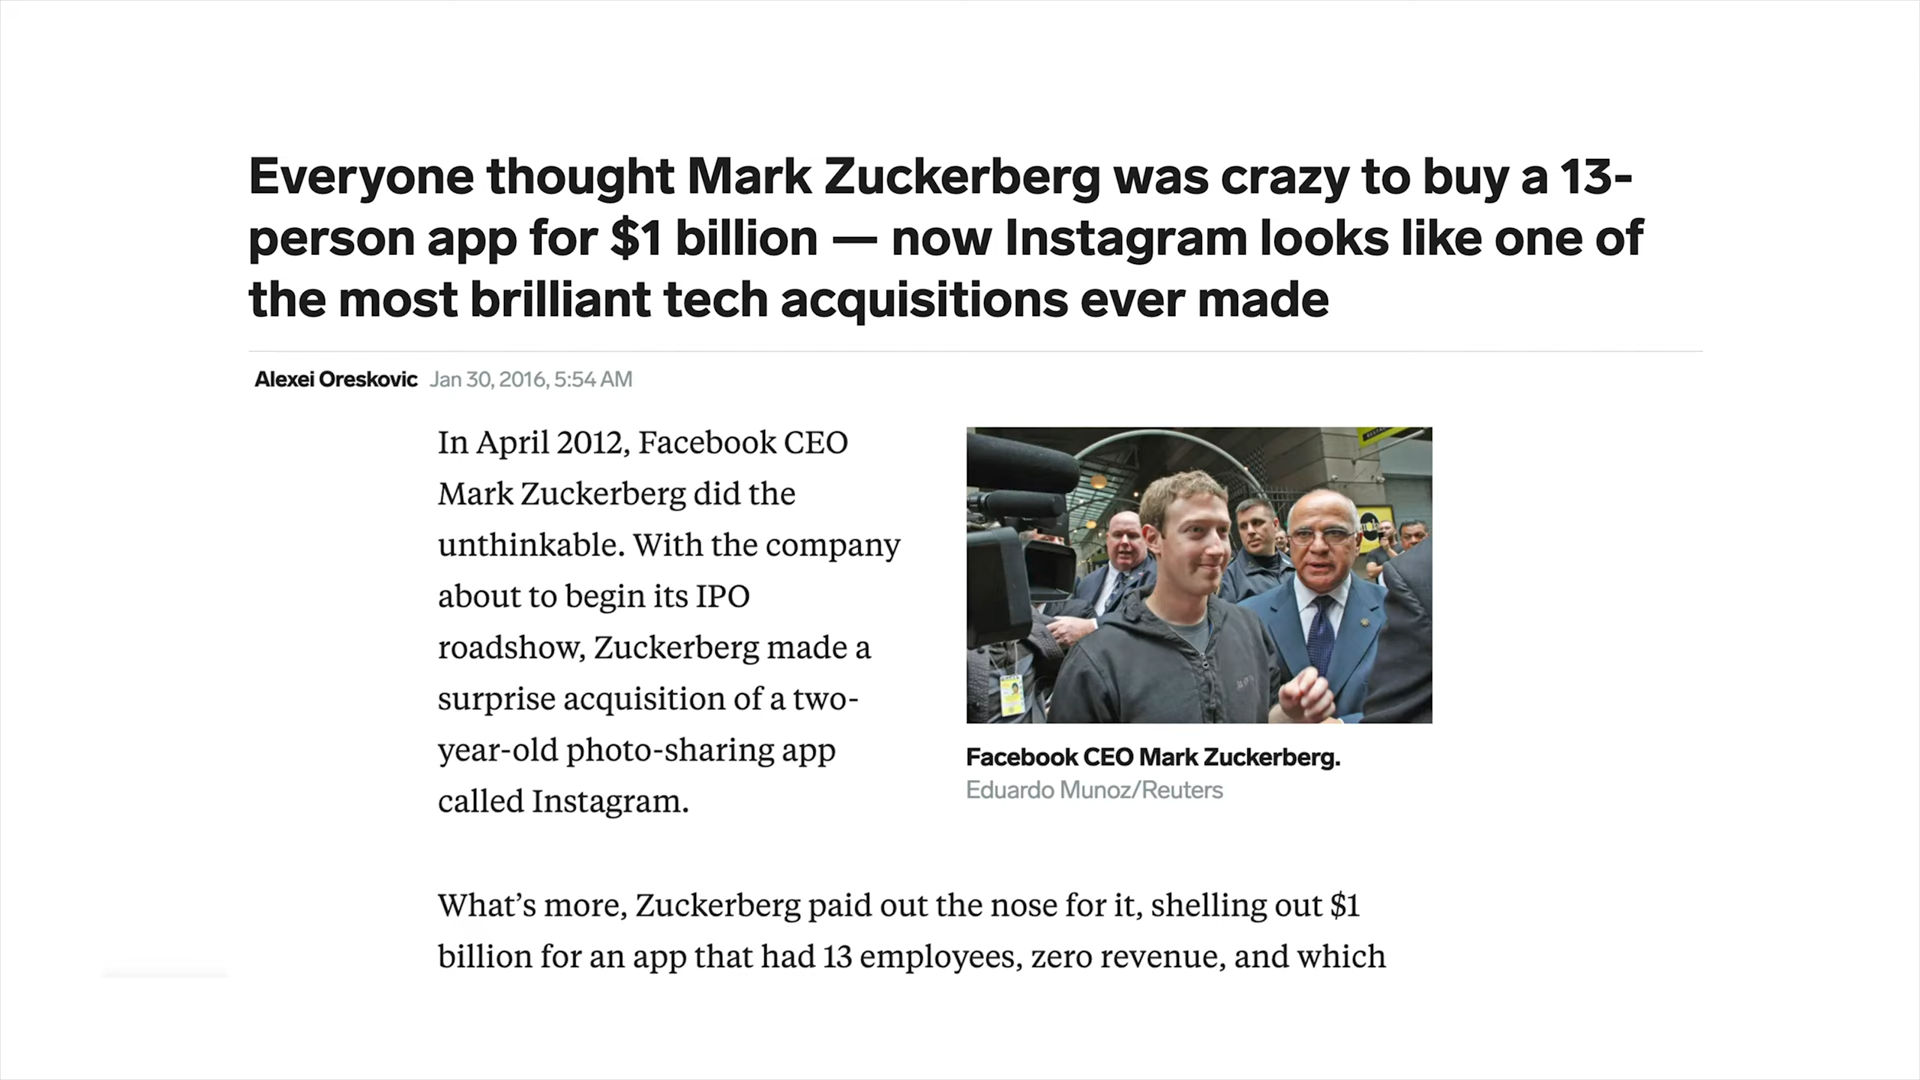 Everyone thought Mark Zuckerberg was crazy to buy a 13-
person app for $1 billion — now Instagram looks like one of
the most brilliant tech acquisitions ever made
Alexei Oreskovic Jan 30, 2016, 5:54 AM
In April 2012, Facebook CEO
Mark Zuckerberg did the
unthinkable. With the company
about to begin its IPO
roadshow, Zuckerberg made a
surprise acquisition of a two-
year-old photo-sharing app
called Instagram.
Facebook CEO Mark Zuckerberg.
Eduardo Munoz/Reuters
What’s more, Zuckerberg paid out the nose for it, shelling out $1
billion for an app that had 13 employees, zero revenue, and which